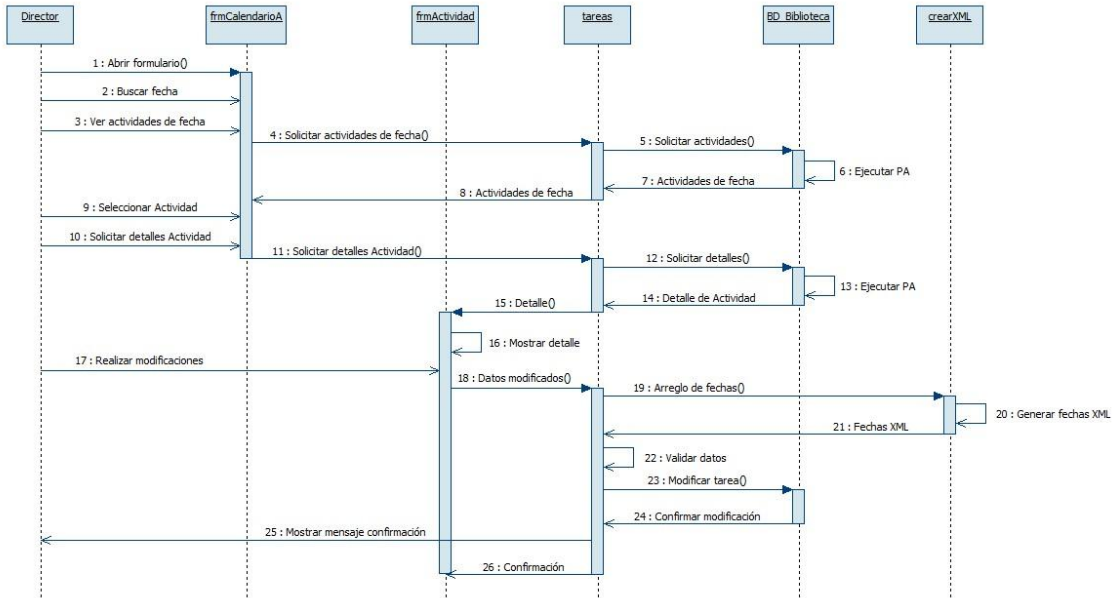 Director
frmCalendarioA
frmActividad
tareas
BD_Biblioteca
crearXML
1 : Abrir formulario()
2 : Buscar fecha
3 : Ver actividades de fecha
4 : Solicitar actividades de fecha()
5 : Solicitar actividades()
6 : Ejecutar PA
7 : Actividades de fecha
8 : Actividades de fecha
9 : Seleccionar Actividad
10 : Solicitar detalles Actividad
11 : Solicitar detalles Actividad()
12 : Solicitar detalles()
13 : Ejecutar PA
14 : Detalle de Actividad
15 : Detalle()
16 : Mostrar detalle
17 : Realizar modificaciones
18 : Datos modificados()
19 : Arreglo de fechas()
20 : Generar fechas XML
21 : Fechas XML
22 : Validar datos
23 : Modificar tarea()
24 : Confirmar modificación
25 : Mostrar mensaje confirmación
26 : Confirmación